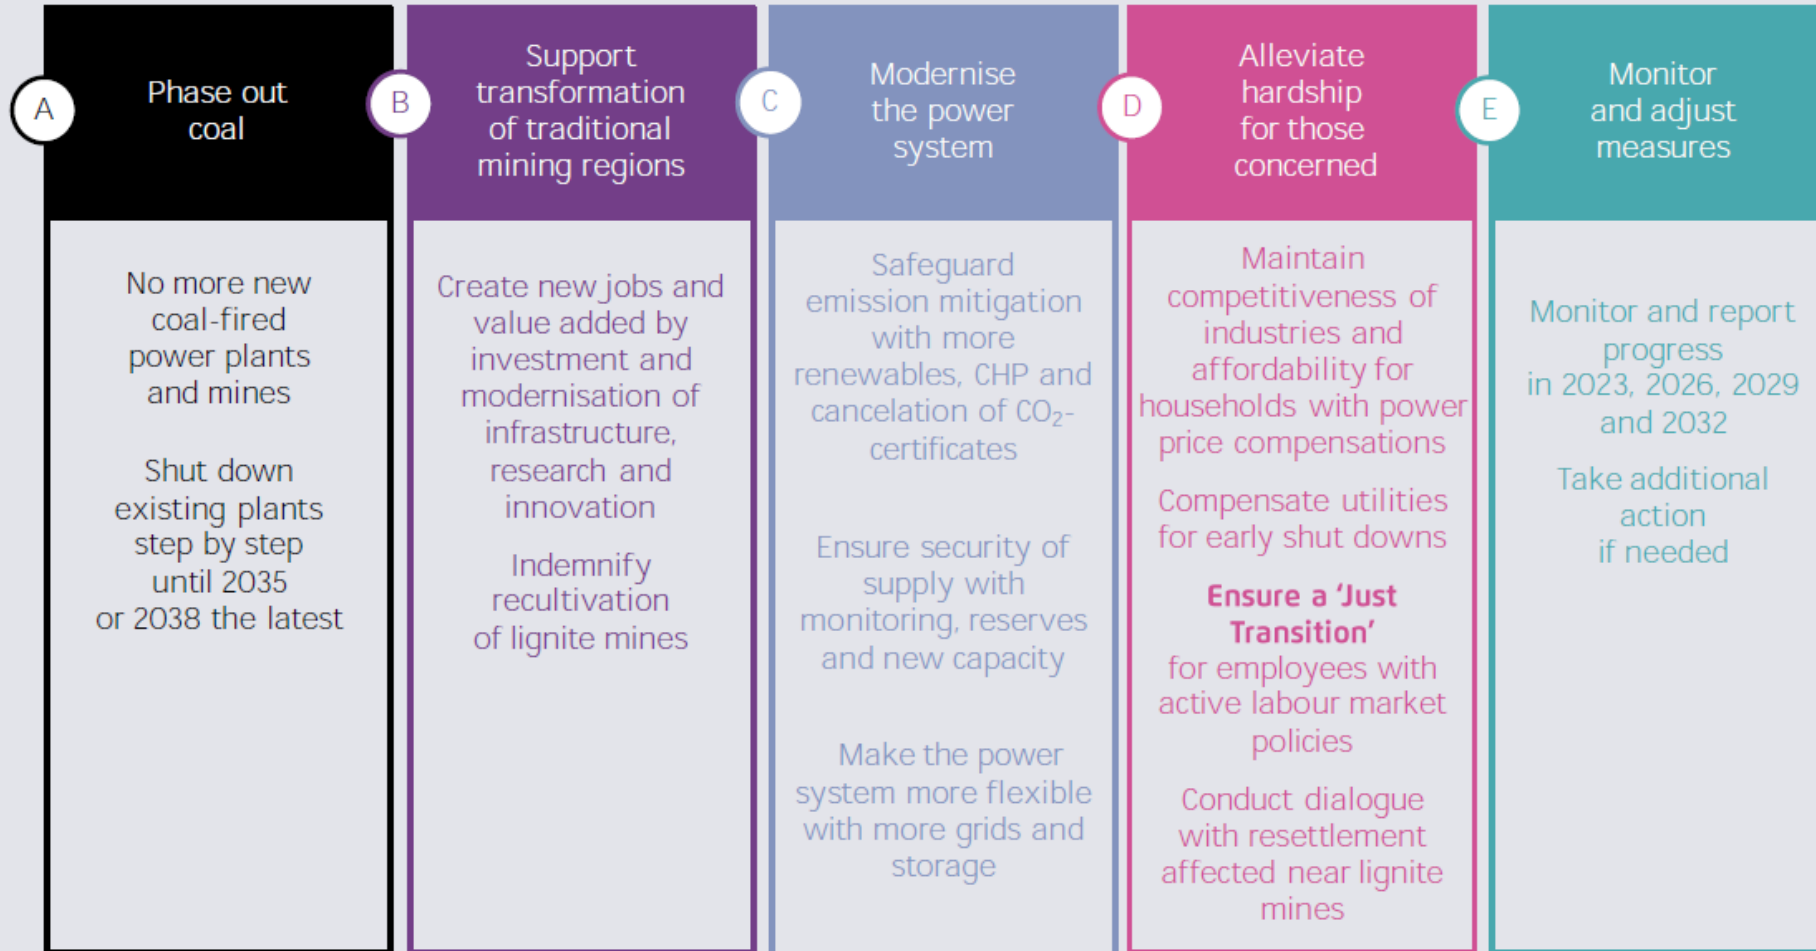 A
Phase out
coal
No more new
coal-fired
power plants
and mines
Shut down
existing plants
step by step
until 2035
or 2038 the latest
B
Support
transformation
of traditional
mining regions
Create new jobs and
value added by
investment and
modernisation of
infrastructure,
research and
innovation
Indemnify
recultivation
of lignite mines
C
Modernise
the power
system
Safeguard
emission mitigation
with more
renewables, CHP and
cancelation of CO₂-
certificates
Ensure security of
supply with
monitoring, reserves
and new capacity
Make the power
system more flexible
with more grids and
storage
D
Alleviate
hardship
for those
concerned
Maintain
competitiveness of
industries and
affordability for
households with power
price compensations
Compensate utilities
for early shut downs
Ensure a ‘Just
Transition’
for employees with
active labour market
policies
Conduct dialogue
with resettlement
affected near lignite
mines
E
Monitor
and adjust
measures
Monitor and report
progress
in 2023, 2026, 2029
and 2032
Take additional
action
if needed